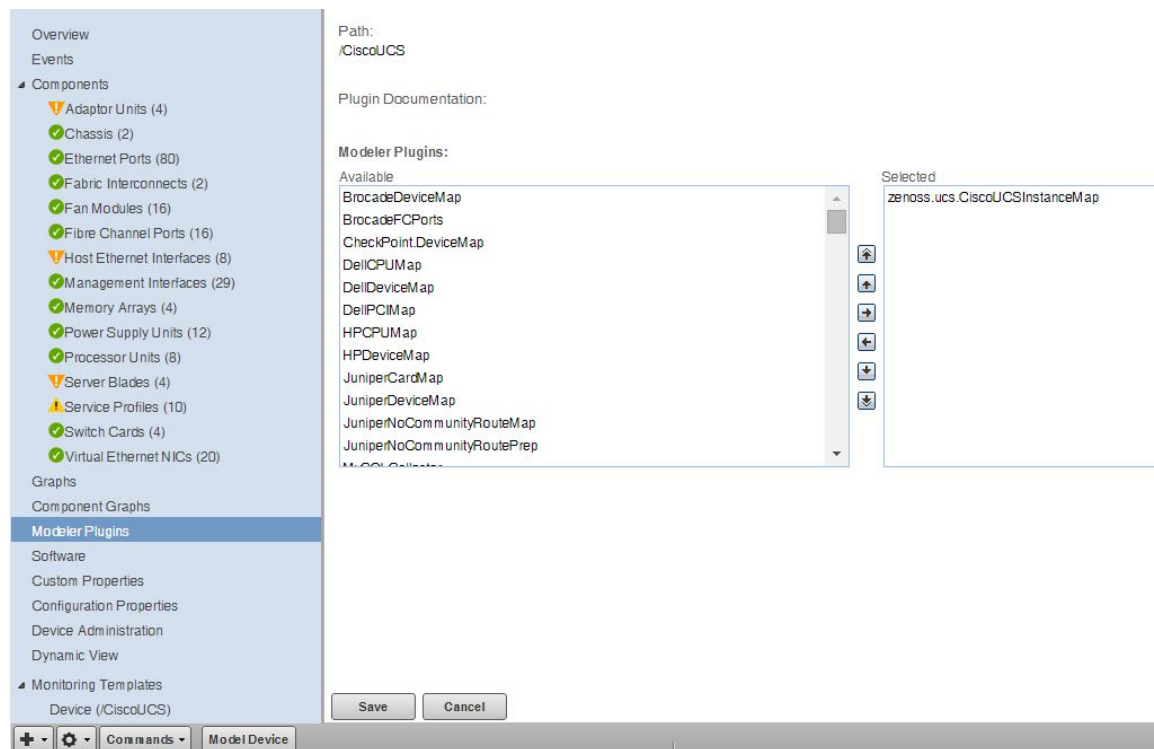 Overview
Events
Components
Adaptor Units (4)
Chassis (2)
Ethernet Ports (80)
Fabric Interconnects (2)
Fan Modules (16)
Fibre Channel Ports (16)
Host Ethernet Interfaces (8)
Management Interfaces (29)
Memory Arrays (4)
Power Supply Units (12)
Processor Units (8)
Server Blades (4)
Service Profiles (10)
Switch Cards (4)
Virtual Ethernet NICs (20)
Graphs
Component Graphs
Modeler Plugins
Software
Custom Properties
Configuration Properties
Device Administration
Dynamic View
Monitoring Templates
Device (/CiscoUCS)
Path:
/CiscoUCS
Plugin Documentation:
Modeler Plugins:
Available
BrocadeDeviceMap
BrocadeFCPorts
CheckPoint.DeviceMap
DellCPUMap
DellDeviceMap
DellPCIMap
HPCPUMap
HPDeviceMap
JuniperCardMap
JuniperDeviceMap
JuniperNoCommunityRouteMap
JuniperNoCommunityRoutePrep
Selected
zenoss.ucs.CiscoUCSInstanceMap
Save Cancel
Commands Model Device